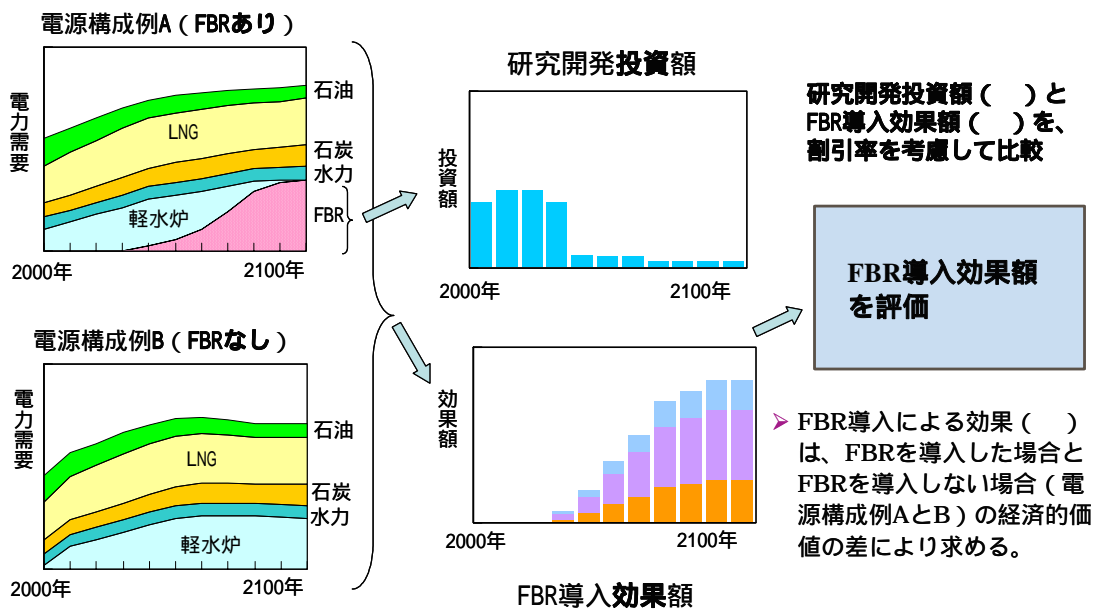 電源構成例A(FBRあり)
電力需要
石油
LNG
石炭
水力
軽水炉
FBR
2000年
2100年
電源構成例B(FBRなし)
電力需要
石油
LNG
石炭
水力
軽水炉
2000年
2100年
研究開発投資額
投資額
2000年
2100年
効果額
2000年
2100年
FBR導入効果額
研究開発投資額( )と
FBR導入効果額( )を、
割引率を考慮して比較
FBR導入効果額
を評価
➢ FBR導入による効果( )
は、FBRを導入した場合と
FBRを導入しない場合(電
源構成例AとB)の経済的価
値の差により求める。